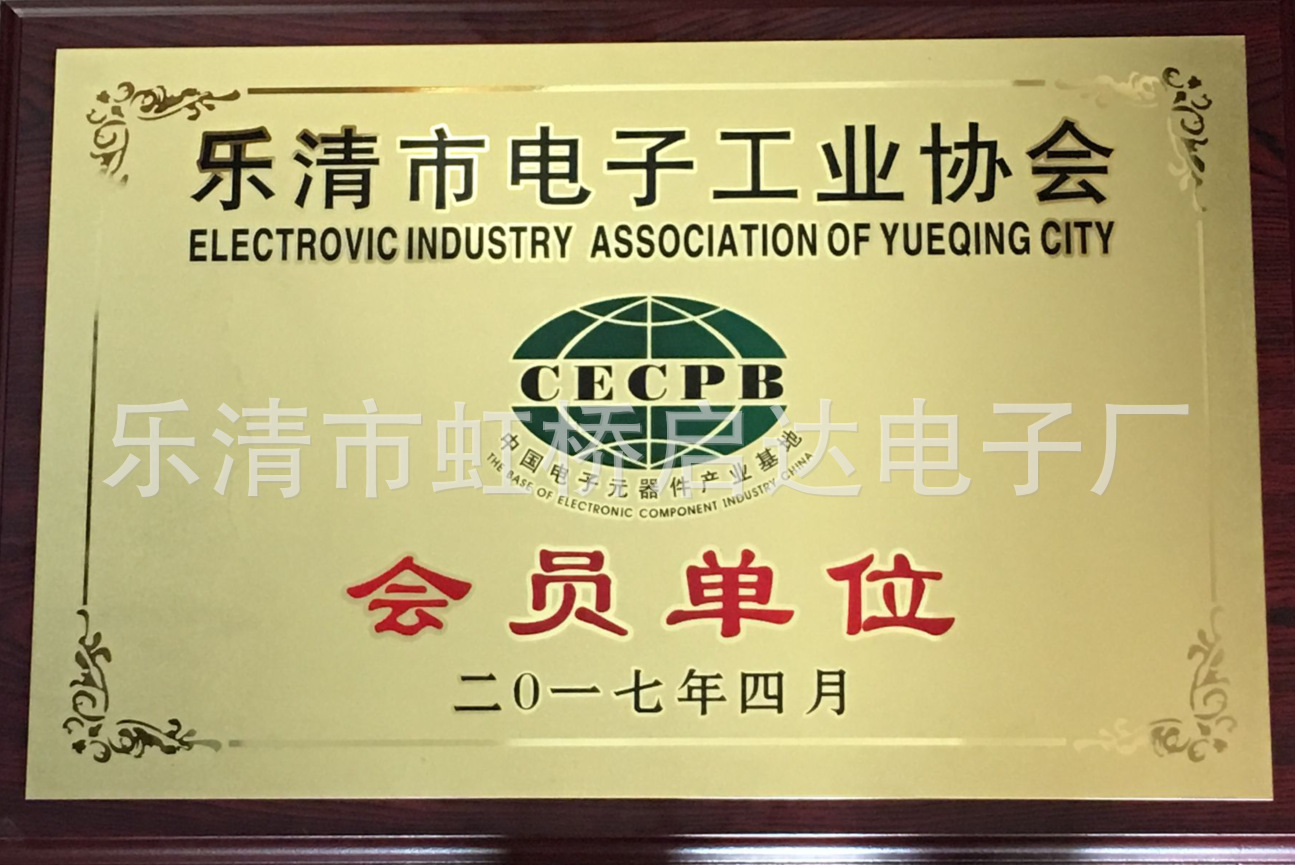 乐清市电子工业协会
ELECTROVIC INDUSTRY ASSOCIATION OF YUEQING CITY
CECPB
乐清市虹桥启达电子厂
中国电子元器件产业基地
THE BASE OF ELECTRONIC COMPONENT INDUSTRY CHINA
会员单位
二0一七年四月